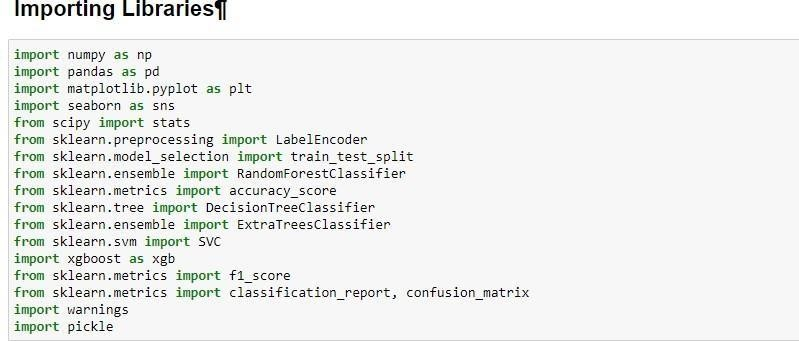 Importing Libraries¶
import numpy as np
import pandas as pd
import matplotlib.pyplot as plt
import seaborn as sns
from scipy import stats
from sklearn.preprocessing import LabelEncoder
from sklearn.model_selection import train_test_split
from sklearn.ensemble import RandomForestClassifier
from sklearn.metrics import accuracy_score
from sklearn.tree import DecisionTreeClassifier
from sklearn.ensemble import ExtraTreesClassifier
from sklearn.svm import SVC
import xgboost as xgb
from sklearn.metrics import f1_score
from sklearn.metrics import classification_report, confusion_matrix
import warnings
import pickle